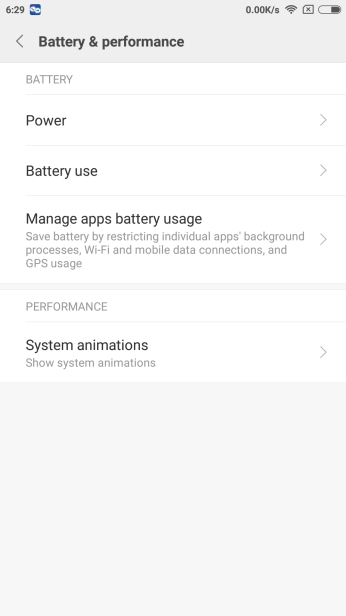 6:29 0.00K/s
Battery & performance
BATTERY
Power
Battery use
Manage apps battery usage
Save battery by restricting individual apps' background
processes, Wi-Fi and mobile data connections, and
GPS usage
PERFORMANCE
System animations
Show system animations